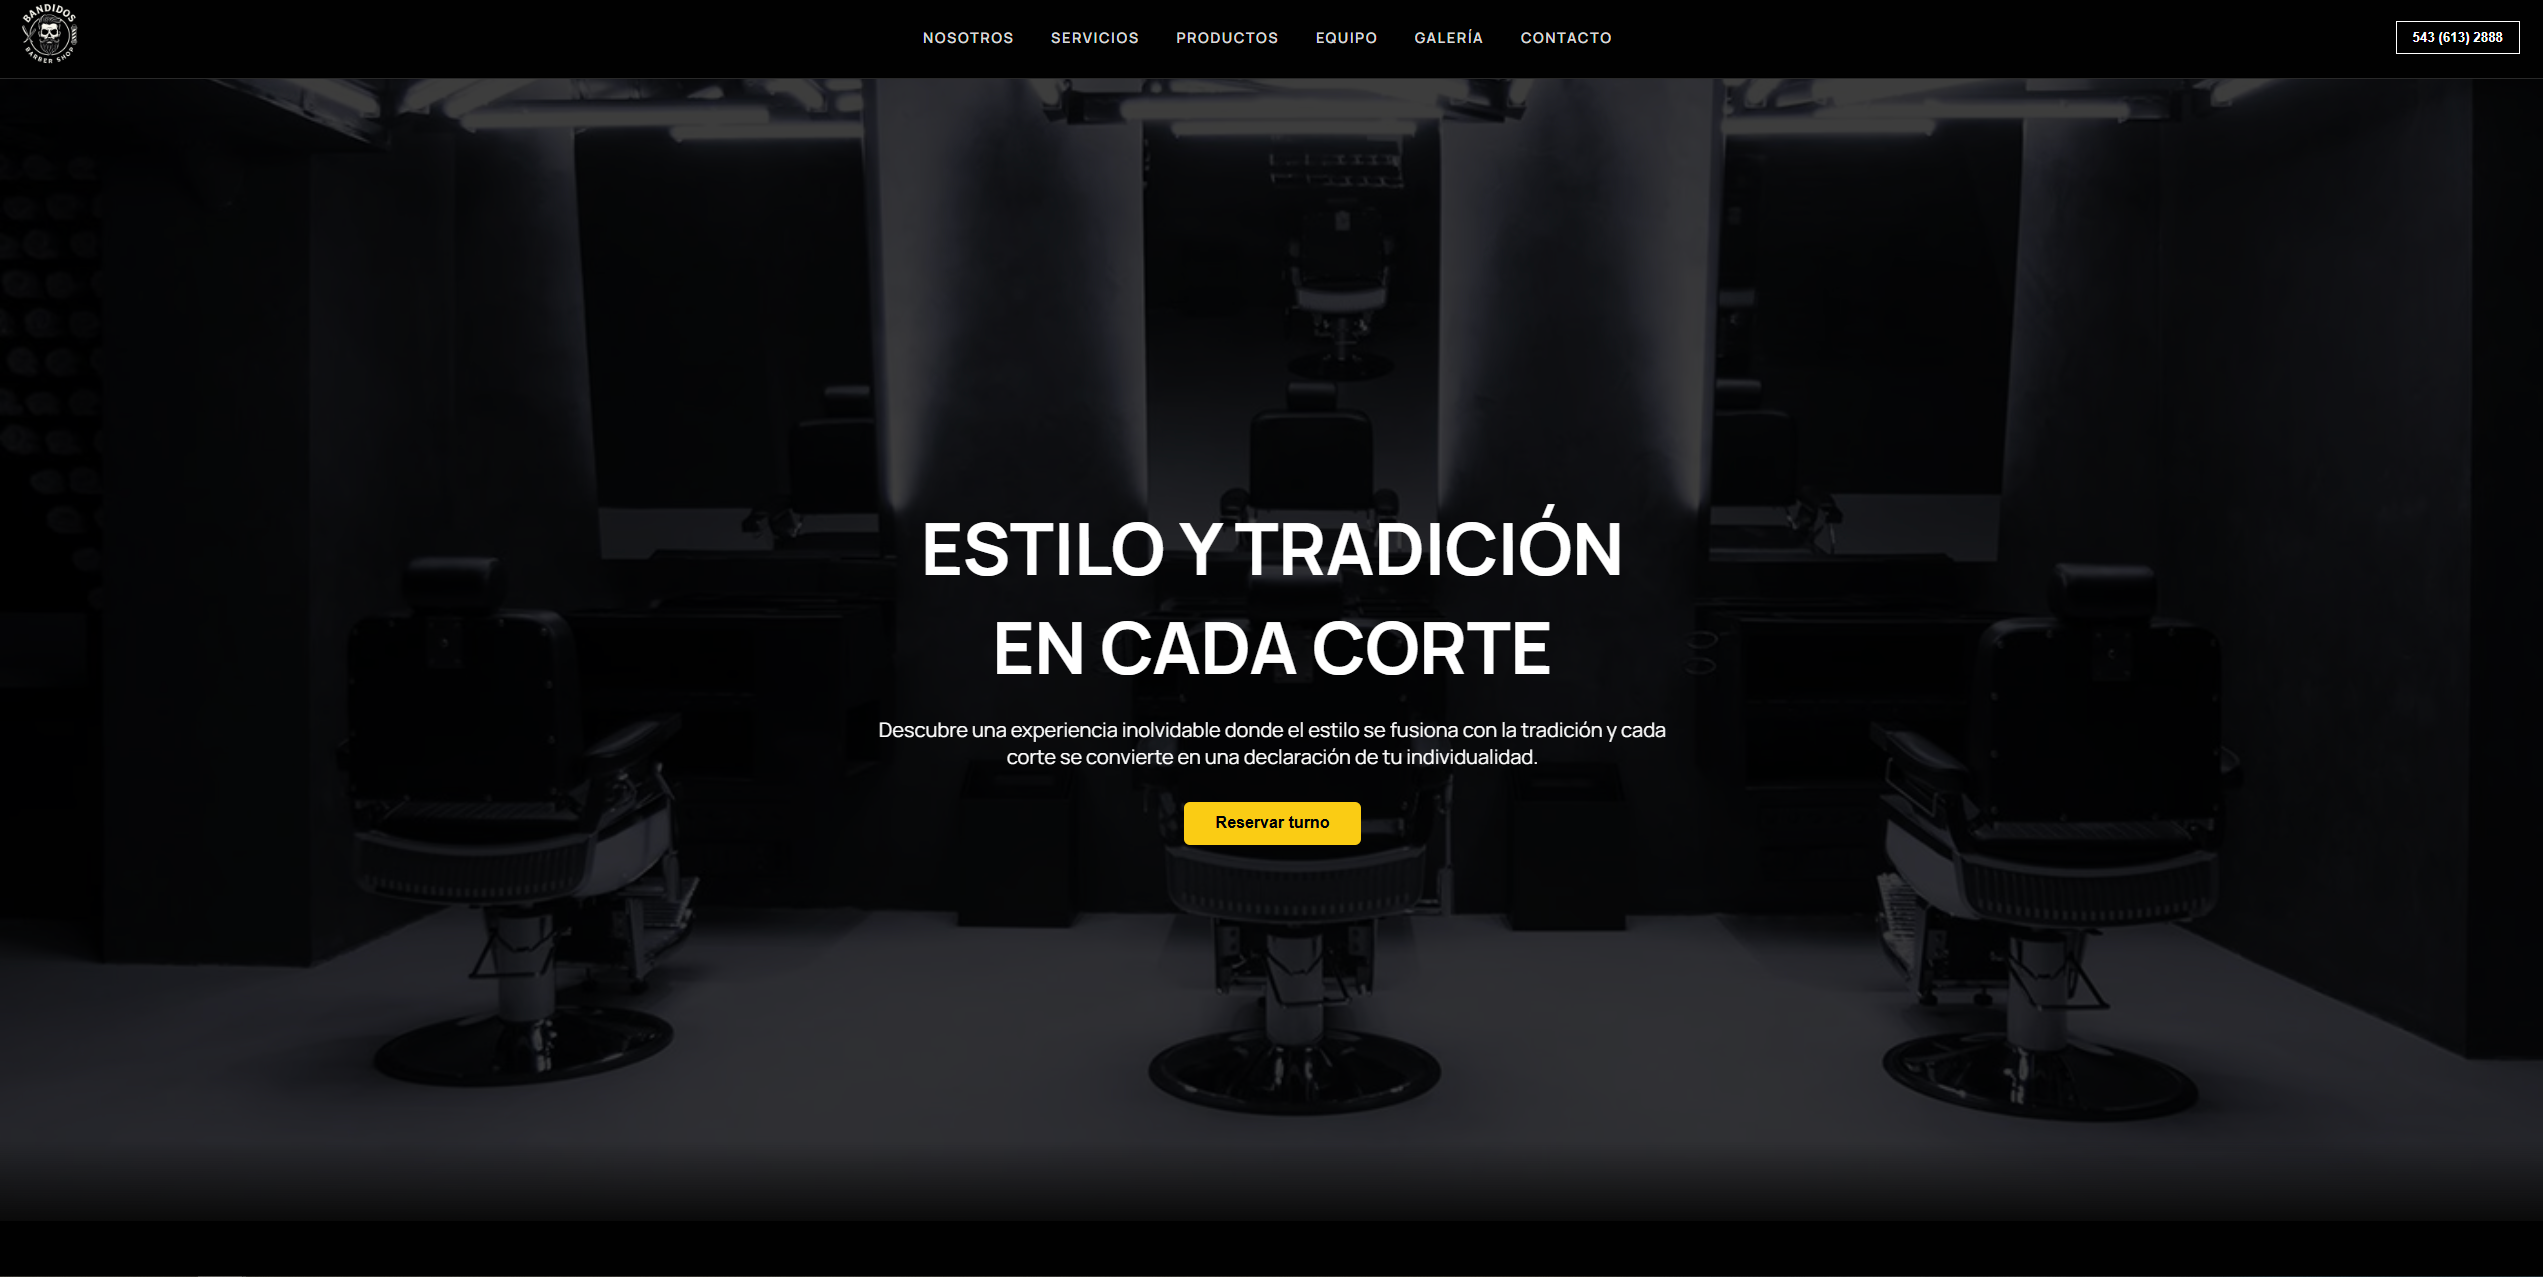 BANDIDOS
BARBER SHOP
NOSOTROS
SERVICIOS
PRODUCTOS
EQUIPO
GALERÍA
CONTACTO
543 (613) 2888
ESTILO Y TRADICIÓN
EN CADA CORTE
Descubre una experiencia inolvidable donde el estilo se fusiona con la tradición y cada
corte se convierte en una declaración de tu individualidad.
Reservar turno